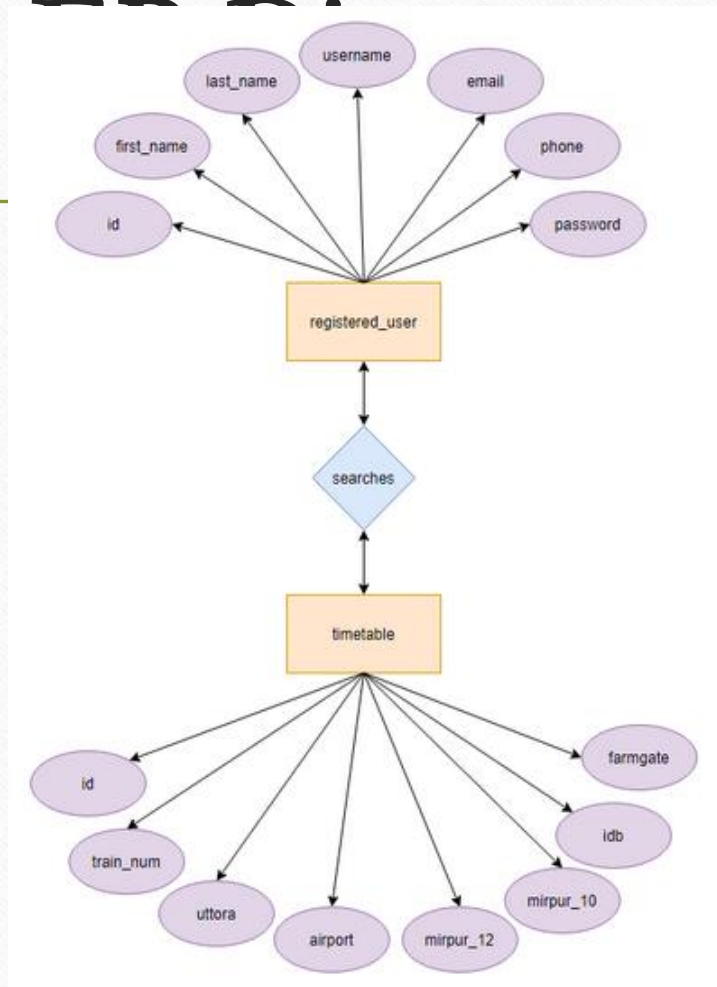 username
last_name
email
first_name
phone
id
password
registered_user
searches
timetable
farmgate
id
idb
train_num
mirpur_10
uttora
airport
mirpur_12